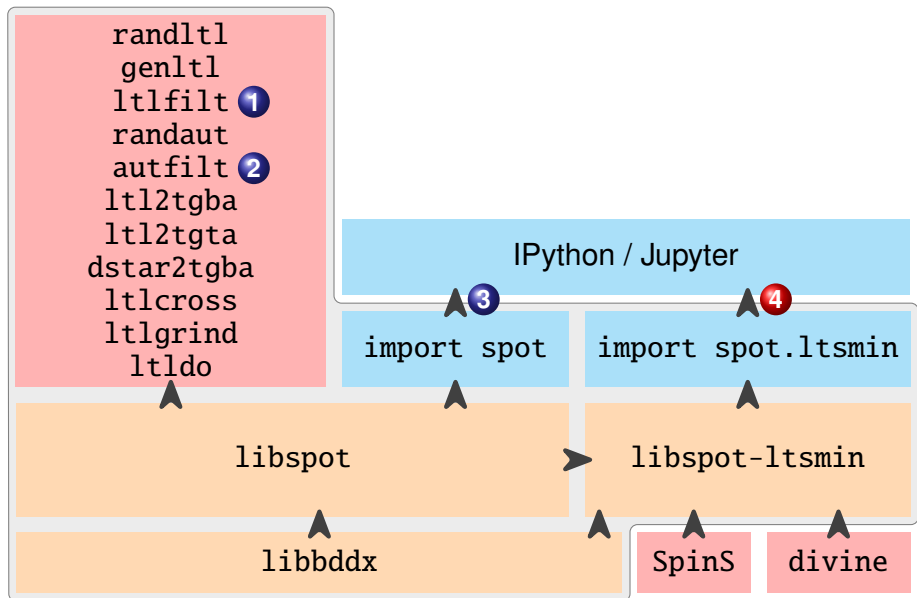 randltl
genltl
ltlfilt 1
randaut
autfilt 2
ltl2tgba
ltl2tgta
dstar2tgba
ltlcross
ltlgrind
ltldo
IPython / Jupyter
3
4
import spot
import spot.ltsmin
libspot
libspot-ltsmin
libbddx
SpinS
divine